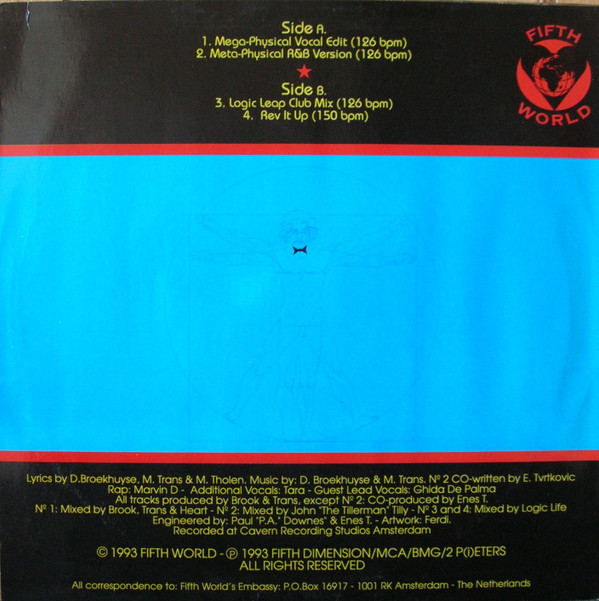 Side A.
1. Mega-Physical Vocal Edit (126 bpm)
2. Meta-Physical R&B Version (126 bpm)
Side B.
3. Logic Leap Club Mix (126 bpm)
4. Rev It Up (150 bpm)
FIFTH
WORLD
Lyrics by D.Broekhuyse, M. Trans & M. Tholen. Music by: D. Broekhuyse & M. Trans. Nº 2 CO-written by E. Tvrtkovic
Rap: Marvin D - Additional Vocals: Tara - Guest Lead Vocals: Ghida De Palma
All tracks produced by Brook & Trans, except Nº 2: CO-produced by Enes T.
Nº 1: Mixed by Brook, Trans & Heart - Nº 2: Mixed by John "The Tillerman" Tilly - Nº 3 and 4: Mixed by Logic Life
Engineered by: Paul "P.A." Downes" & Enes T. - Artwork: Ferdi.
Recorded at Cavern Recording Studios Amsterdam
© 1993 FIFTH WORLD - ℗ 1993 FIFTH DIMENSION/MCA/BMG/2 P(i)ETERS
ALL RIGHTS RESERVED
All correspondence to: Fifth World´s Embassy: P.O.Box 16917 - 1001 RK Amsterdam - The Netherlands